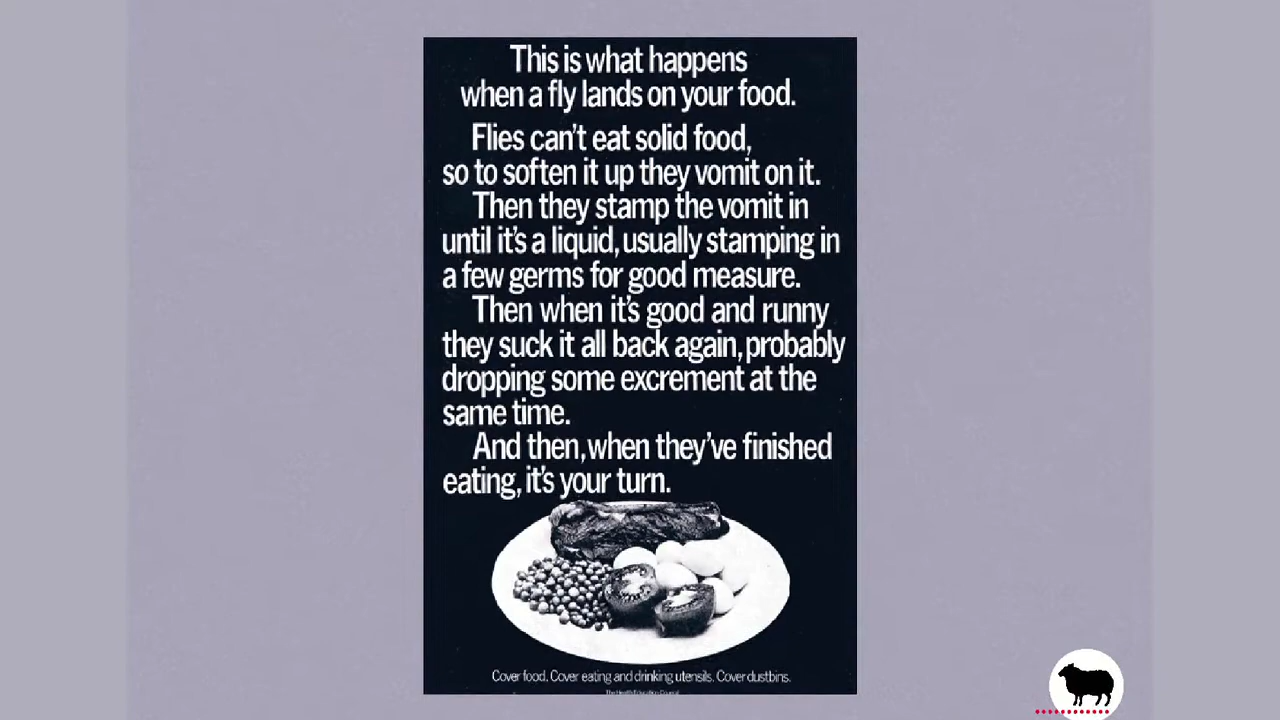 This is what happens
when a fly lands on your food.
Flies can't eat solid food,
so to soften it up they vomit on it.
Then they stamp the vomit in
until it's a liquid, usually stamping in
a few germs for good measure.
Then when it's good and runny
they suck it all back again, probably
dropping some excrement at the
same time.
And then, when they've finished
eating, it's your turn.
Cover food. Cover eating and drinking utensils. Cover dustbins.
The Health Education Council